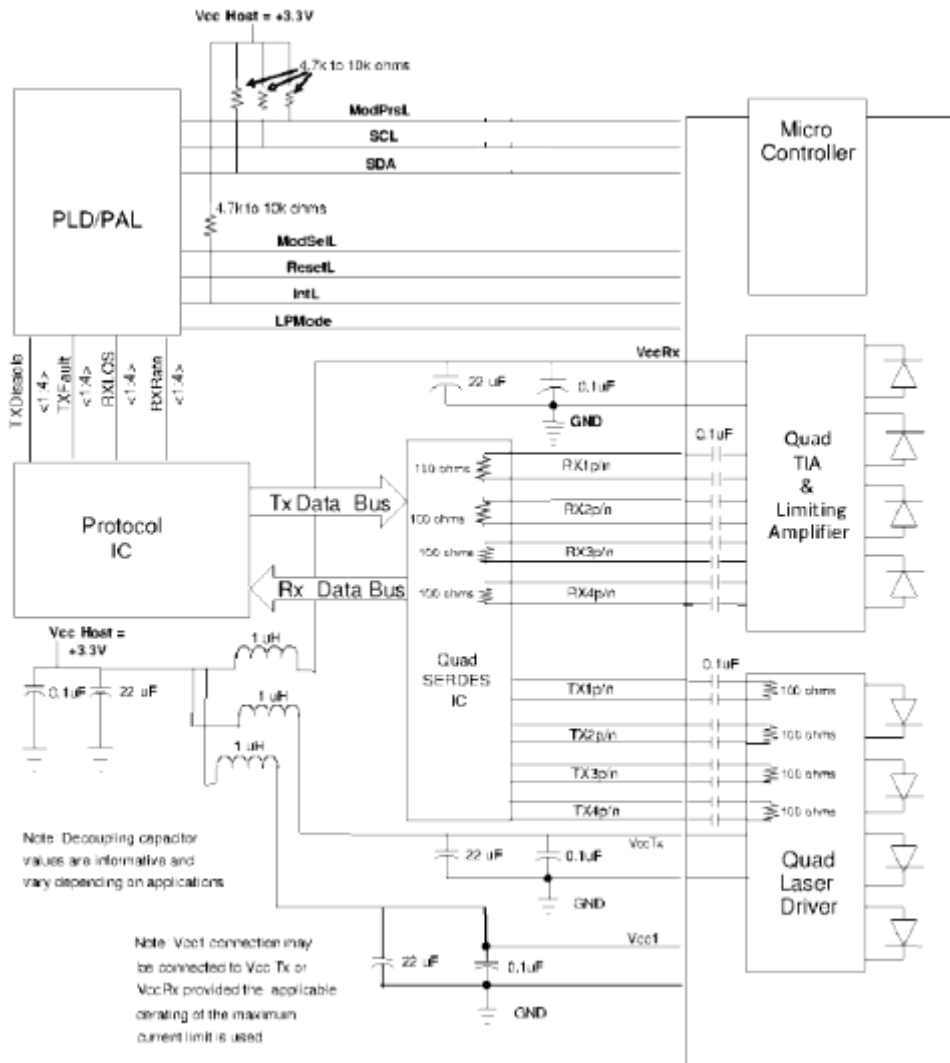 Vcc Host = +3.3V
4.7k to 10k ohms
ModPrsL
SCL
SDA
PLD/PAL
4.7k to 10k ohms
ModSelL
ResetL
IntL
LPMode
Micro
Controller
TXDisable
<1:4>
TXFault
<1:4>
RXLOS
<1:4>
RXRate
<1:4>
VccRx
22 uF
0.1uF
GND
0.1uF
Quad
TIA
&
Limiting
Amplifier
100 ohms
RX1p/n
100 ohms
RX2p/n
100 ohms
RX3p/n
100 ohms
RX4p/n
Tx Data Bus
Protocol
IC
Rx Data Bus
Quad
SERDES
IC
Vcc Host =
+3.3V
0.1uF
22 uF
1 uH
1 uH
1 uH
0.1uF
TX1p/n
100 ohms
TX2p/n
100 ohms
TX3p/n
100 ohms
TX4p/n
100 ohms
VccTx
22 uF
0.1uF
GND
Quad
Laser
Driver
Note Decoupling capacitor
values are informative and
vary depending on applications
Vcc1
22 uF
0.1uF
GND
Note Vcc1 connection may
be connected to Vcc Tx or
VccRx provided the applicable
derating of the maximum
current limit is used